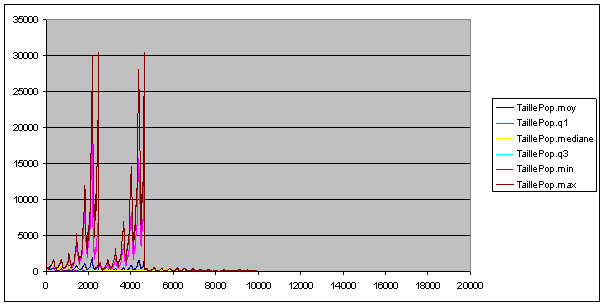 35000
30000
25000
20000
15000
10000
5000
0
0 2000 4000 6000 8000 10000 12000 14000 16000 18000 20000
TaillePop.moy
TaillePop.q1
TaillePop.mediane
TaillePop.q3
TaillePop.min
TaillePop.max